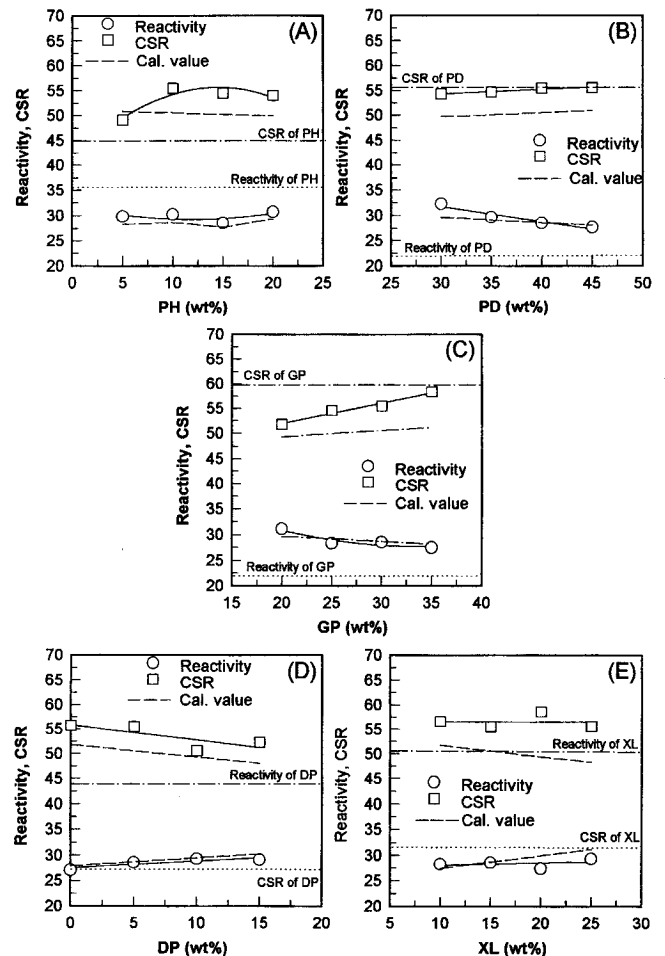 (A)
Reactivity
CSR
Cal. value
CSR of PH
Reactivity of PH
Reactivity, CSR
70
65
60
55
50
45
40
35
30
25
20
0 5 10 15 20 25
PH (wt%)
(B)
CSR of PD
Reactivity
CSR
Cal. value
Reactivity of PD
Reactivity, CSR
70
65
60
55
50
45
40
35
30
25
20
25 30 35 40 45 50
PD (wt%)
(C)
CSR of GP
Reactivity
CSR
Cal. value
Reactivity of GP
Reactivity, CSR
70
65
60
55
50
45
40
35
30
25
20
15 20 25 30 35 40
GP (wt%)
(D)
Reactivity
CSR
Cal. value
Reactivity of DP
CSR of DP
Reactivity, CSR
70
65
60
55
50
45
40
35
30
25
20
0 5 10 15 20
DP (wt%)
(E)
Reactivity of XL
Reactivity
CSR
Cal. value
CSR of XL
Reactivity, CSR
70
65
60
55
50
45
40
35
30
25
20
5 10 15 20 25 30
XL (wt%)